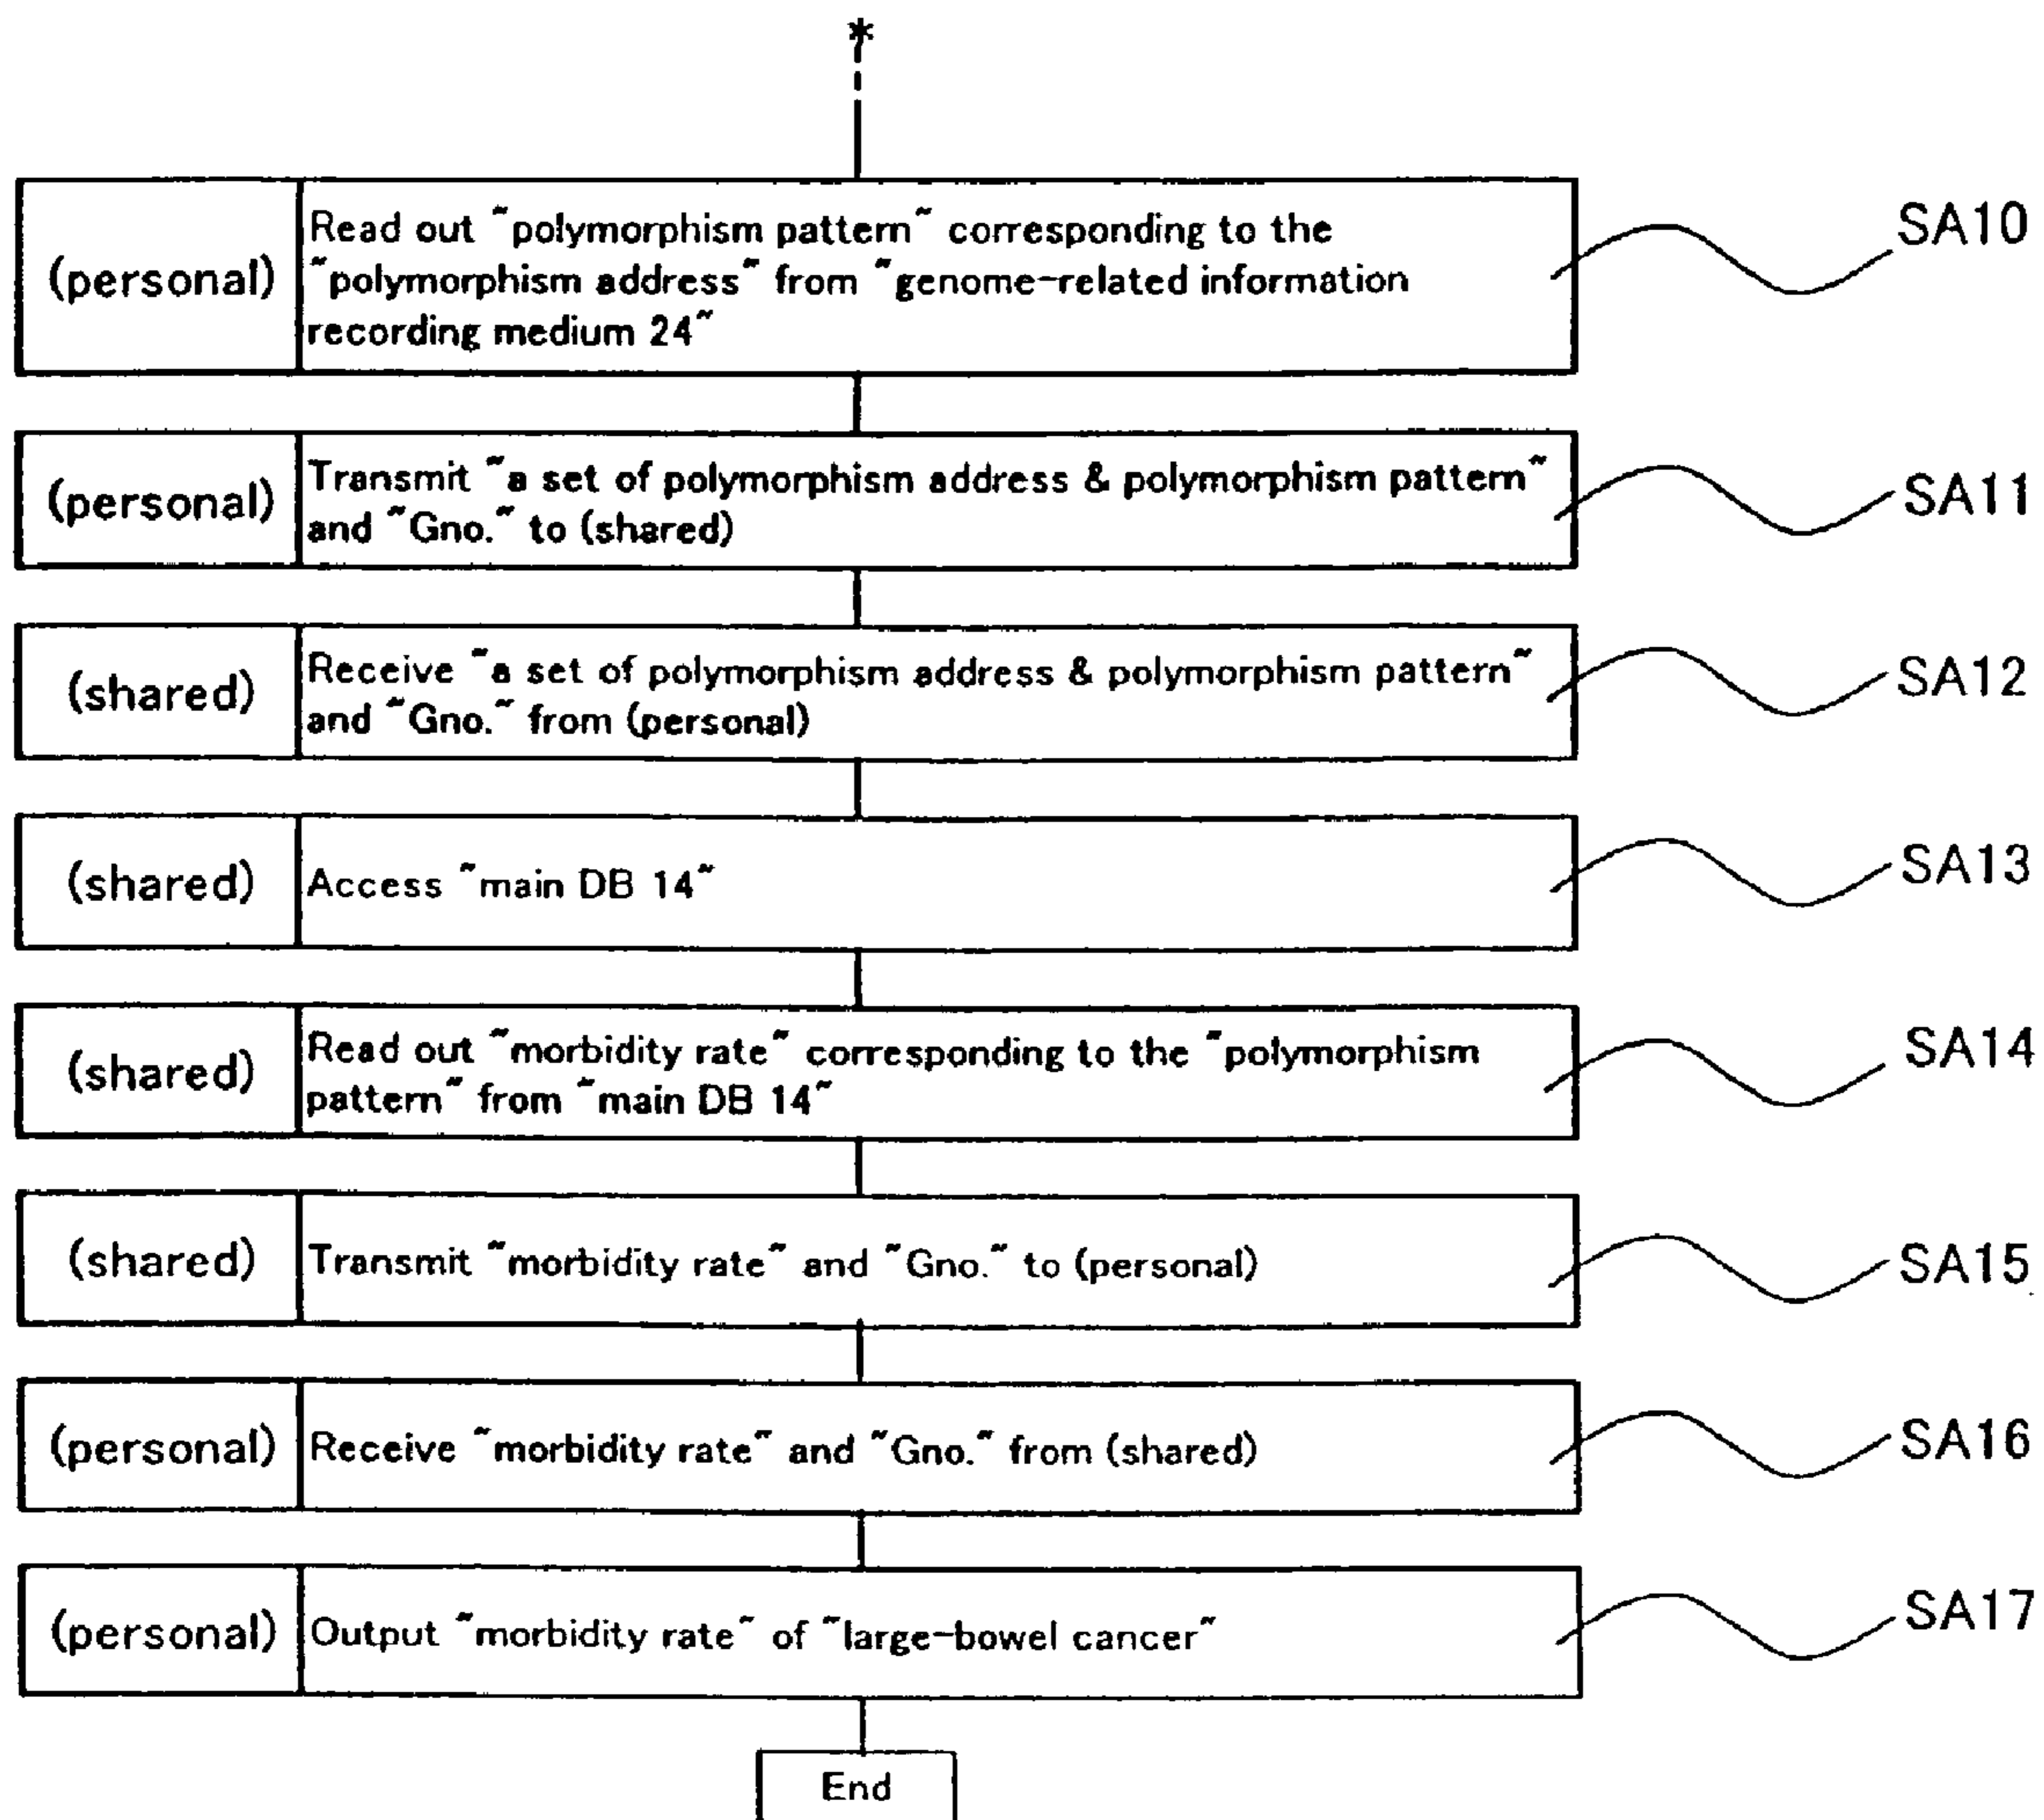 *
(personal)
Read out "polymorphism pattern" corresponding to the
"polymorphism address" from "genome-related information
recording medium 24"
SA10
(personal)
Transmit "a set of polymorphism address & polymorphism pattern"
and "Gno." to (shared)
SA11
(shared)
Receive "a set of polymorphism address & polymorphism pattern"
and "Gno." from (personal)
SA12
(shared)
Access "main DB 14"
SA13
(shared)
Read out "morbidity rate" corresponding to the "polymorphism
pattern" from "main DB 14"
SA14
(shared)
Transmit "morbidity rate" and "Gno." to (personal)
SA15
(personal)
Receive "morbidity rate" and "Gno." from (shared)
SA16
(personal)
Output "morbidity rate" of "large-bowel cancer"
SA17
End